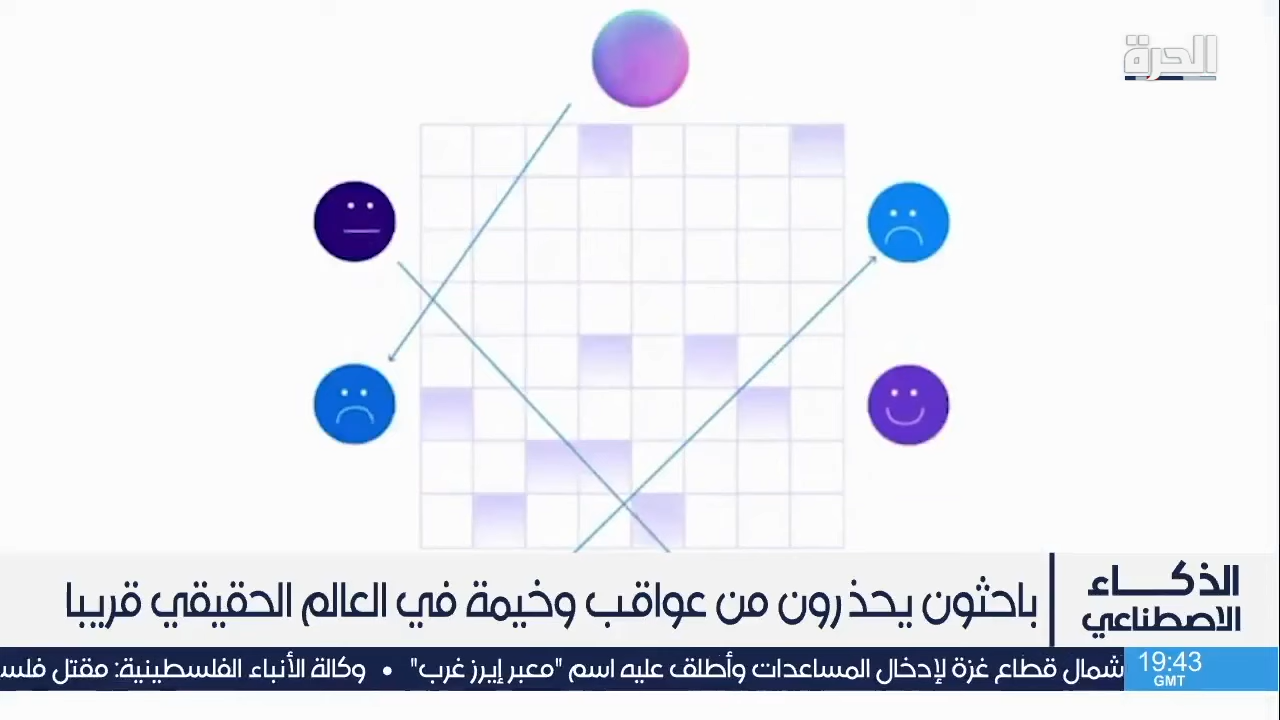 الحرة
الذكاء
الاصطناعي
باحثون يحذرون من عواقب وخيمة في العالم الحقيقي قريبا
19:43
GMT
شمال قطاع غزة لإدخال المساعدات وأطلق عليه اسم "معبر إيرز غرب" • وكالة الأنباء الفلسطينية: مقتل